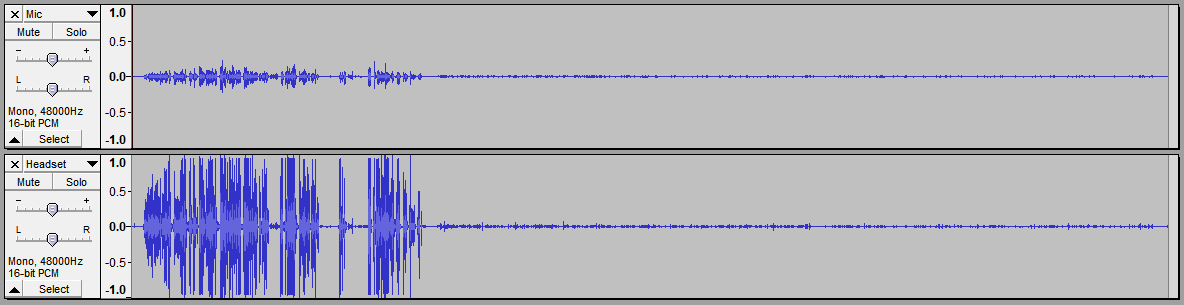 Mic
Mute Solo
- +
L R
Mono, 48000Hz
16-bit PCM
Select
1.0
0.5
0.0
-0.5
-1.0
Headset
Mute Solo
- +
L R
Mono, 48000Hz
16-bit PCM
Select
1.0
0.5
0.0
-0.5
-1.0